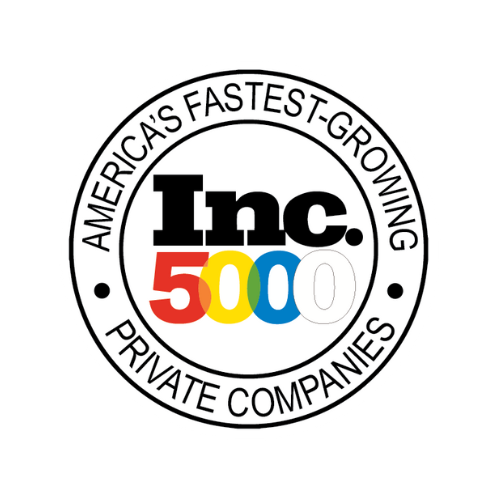 AMERICA'S FASTEST-GROWING
Inc.
5000
PRIVATE COMPANIES